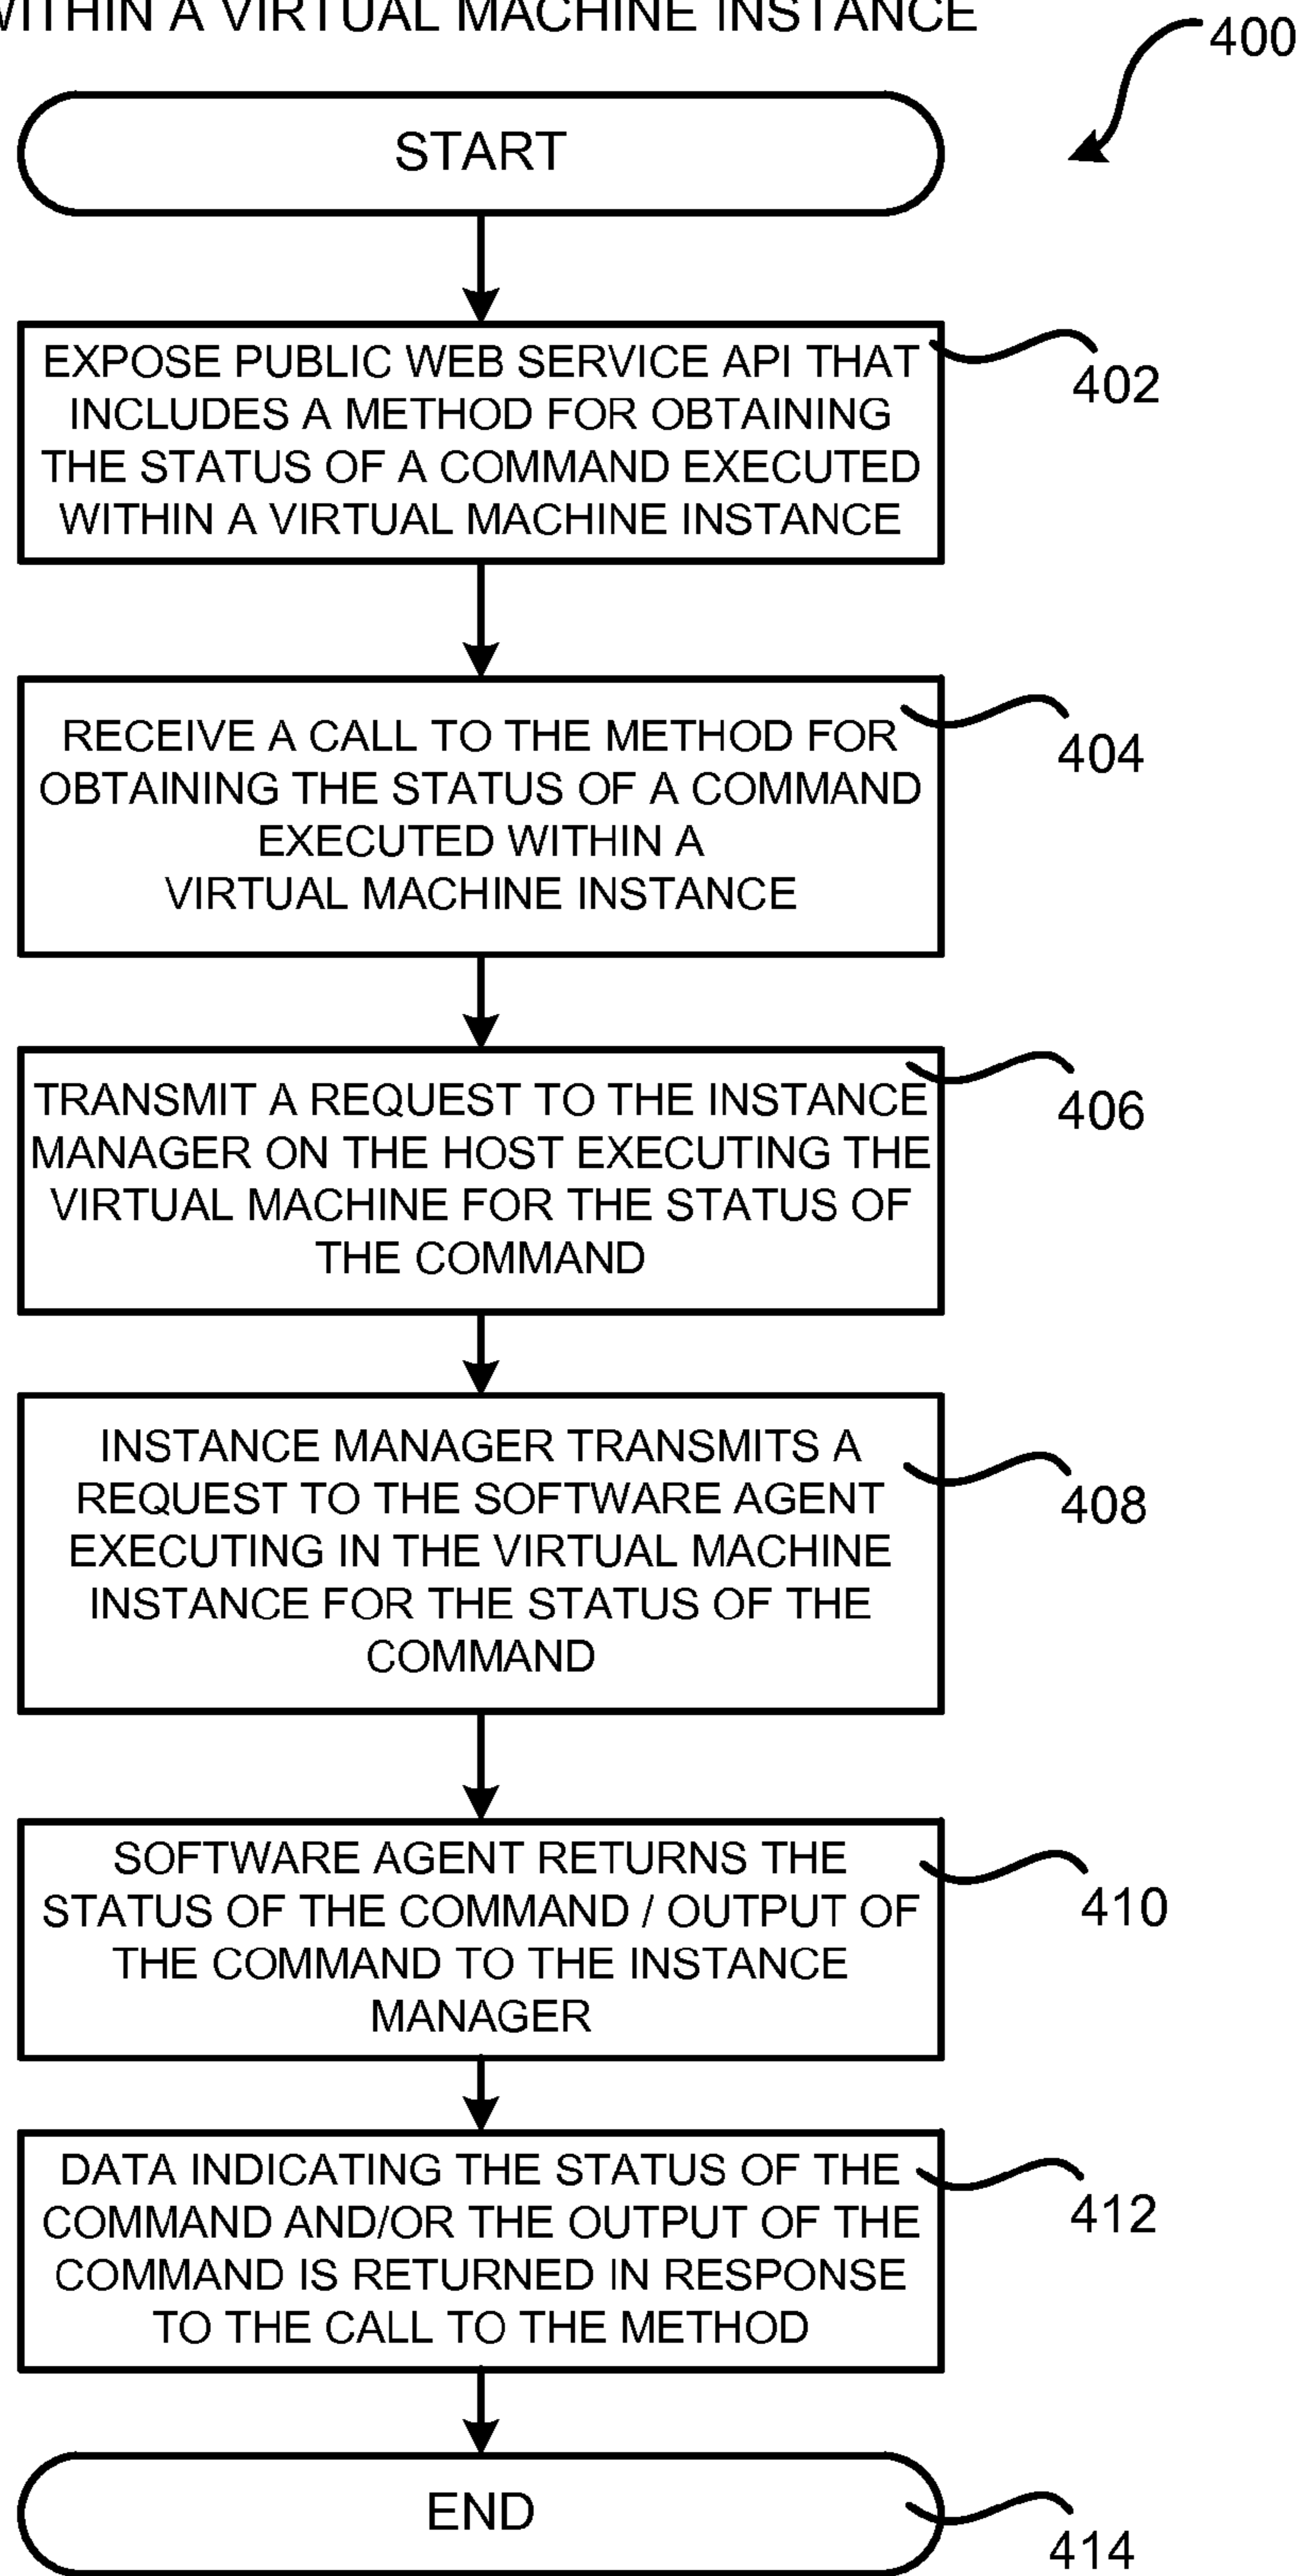 WITHIN A VIRTUAL MACHINE INSTANCE
400
START
EXPOSE PUBLIC WEB SERVICE API THAT
INCLUDES A METHOD FOR OBTAINING
THE STATUS OF A COMMAND EXECUTED
WITHIN A VIRTUAL MACHINE INSTANCE
402
RECEIVE A CALL TO THE METHOD FOR
OBTAINING THE STATUS OF A COMMAND
EXECUTED WITHIN A
VIRTUAL MACHINE INSTANCE
404
TRANSMIT A REQUEST TO THE INSTANCE
MANAGER ON THE HOST EXECUTING THE
VIRTUAL MACHINE FOR THE STATUS OF
THE COMMAND
406
INSTANCE MANAGER TRANSMITS A
REQUEST TO THE SOFTWARE AGENT
EXECUTING IN THE VIRTUAL MACHINE
INSTANCE FOR THE STATUS OF THE
COMMAND
408
SOFTWARE AGENT RETURNS THE
STATUS OF THE COMMAND / OUTPUT OF
THE COMMAND TO THE INSTANCE
MANAGER
410
DATA INDICATING THE STATUS OF THE
COMMAND AND/OR THE OUTPUT OF THE
COMMAND IS RETURNED IN RESPONSE
TO THE CALL TO THE METHOD
412
END
414